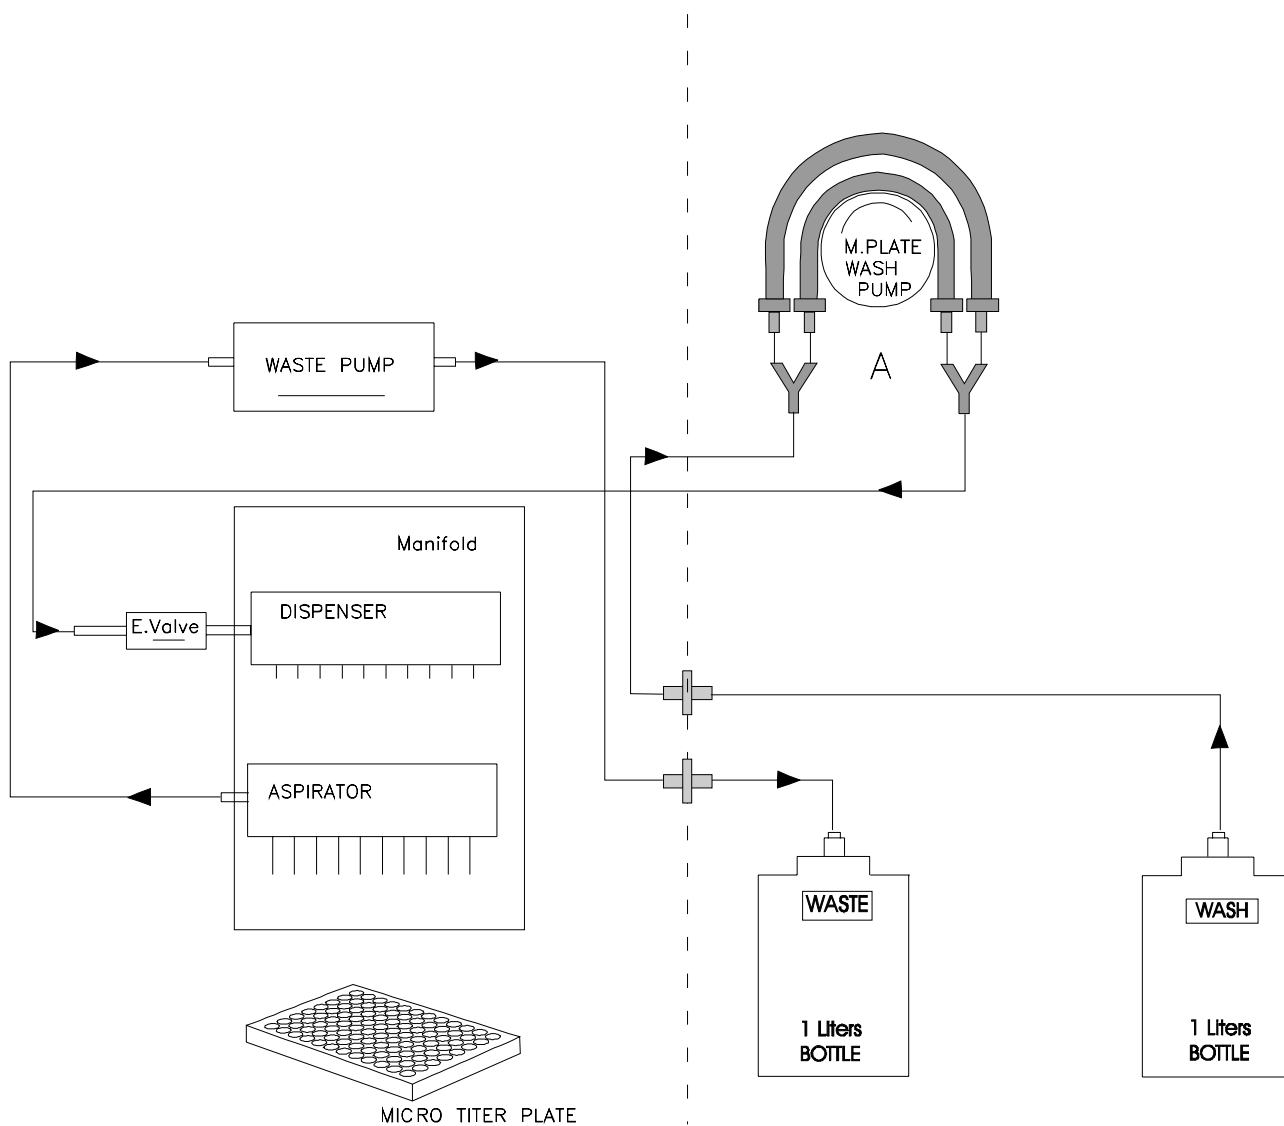 M.PLATE
WASH
PUMP
WASTE PUMP
A
Manifold
DISPENSER
E.Valve
ASPIRATOR
WASTE
WASH
1 Liters
BOTTLE
1 Liters
BOTTLE
MICRO TITER PLATE